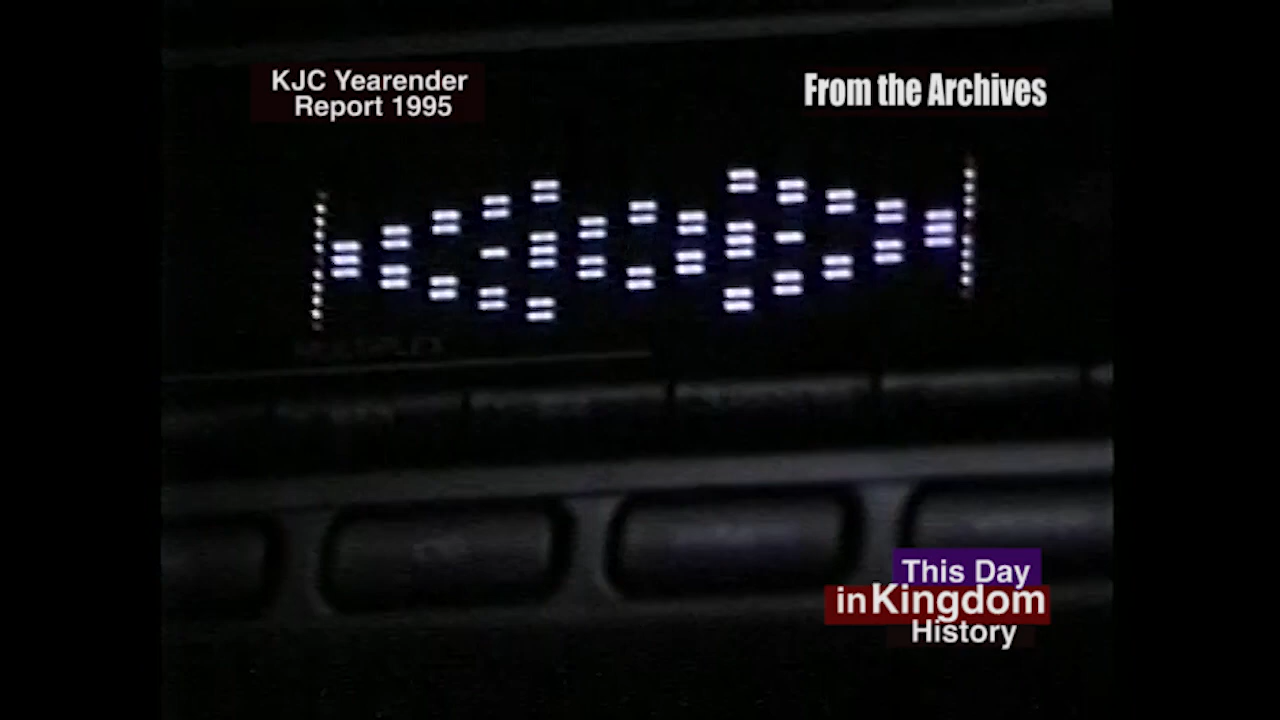 KJC Yearender
Report 1995
From the Archives
This Day
in Kingdom
History